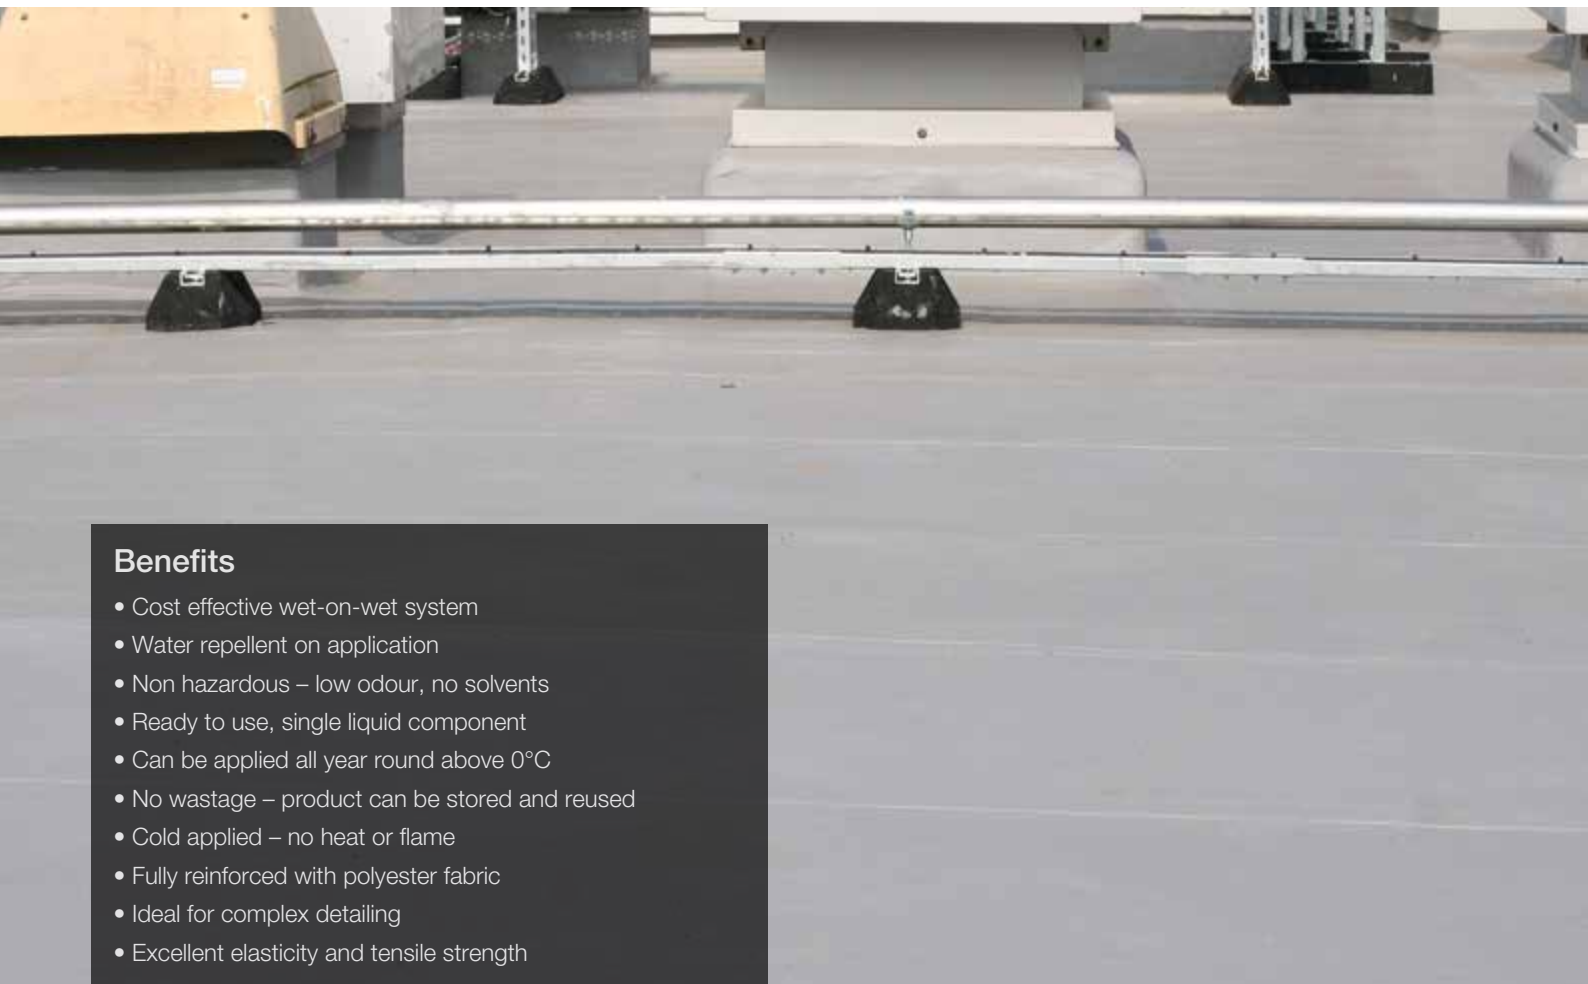 Benefits
• Cost effective wet-on-wet system
• Water repellent on application
• Non hazardous – low odour, no solvents
• Ready to use, single liquid component
• Can be applied all year round above 0°C
• No wastage – product can be stored and reused
• Cold applied – no heat or flame
• Fully reinforced with polyester fabric
• Ideal for complex detailing
• Excellent elasticity and tensile strength